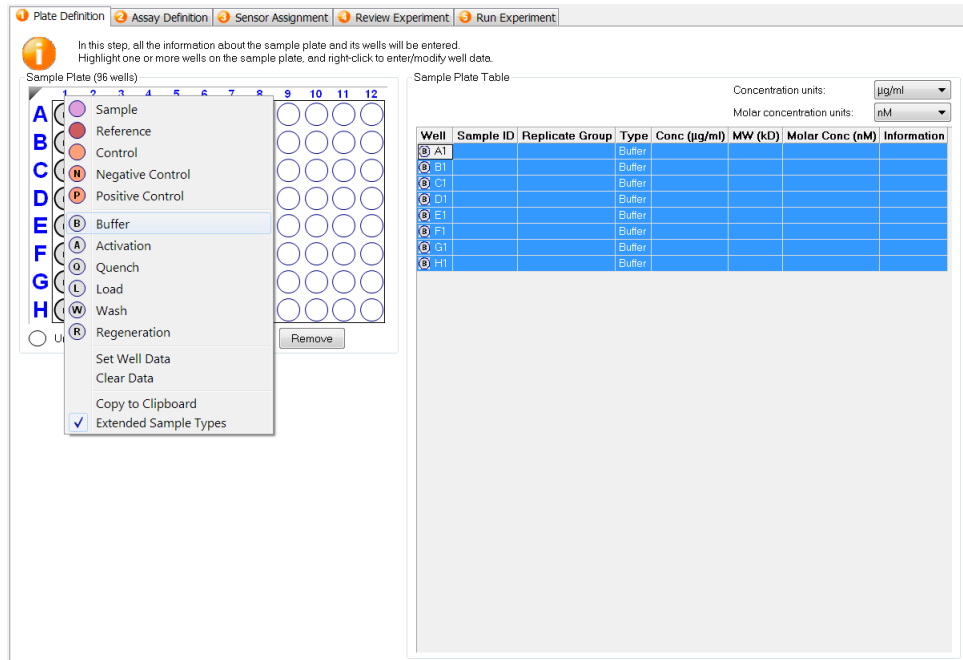 1 Plate Definition 2 Assay Definition 3 Sensor Assignment 4 Review Experiment 5 Run Experiment
In this step, all the information about the sample plate and its wells will be entered.
Highlight one or more wells on the sample plate, and right-click to enter/modify well data.
Sample Plate (96 wells)
1 2 3 4 5 6 7 8 9 10 11 12
A
B
C
D
E
F
G
H
Sample
Reference
Control
N Negative Control
P Positive Control
B Buffer
A Activation
Q Quench
L Load
W Wash
R Regeneration
Set Well Data
Clear Data
Copy to Clipboard
Extended Sample Types
Remove
Sample Plate Table
Concentration units: µg/ml
Molar concentration units: nM
Well Sample ID Replicate Group Type Conc (µg/ml) MW (kD) Molar Conc (nM) Information
B A1 Buffer
B B1 Buffer
B C1 Buffer
B D1 Buffer
B E1 Buffer
B F1 Buffer
B G1 Buffer
B H1 Buffer